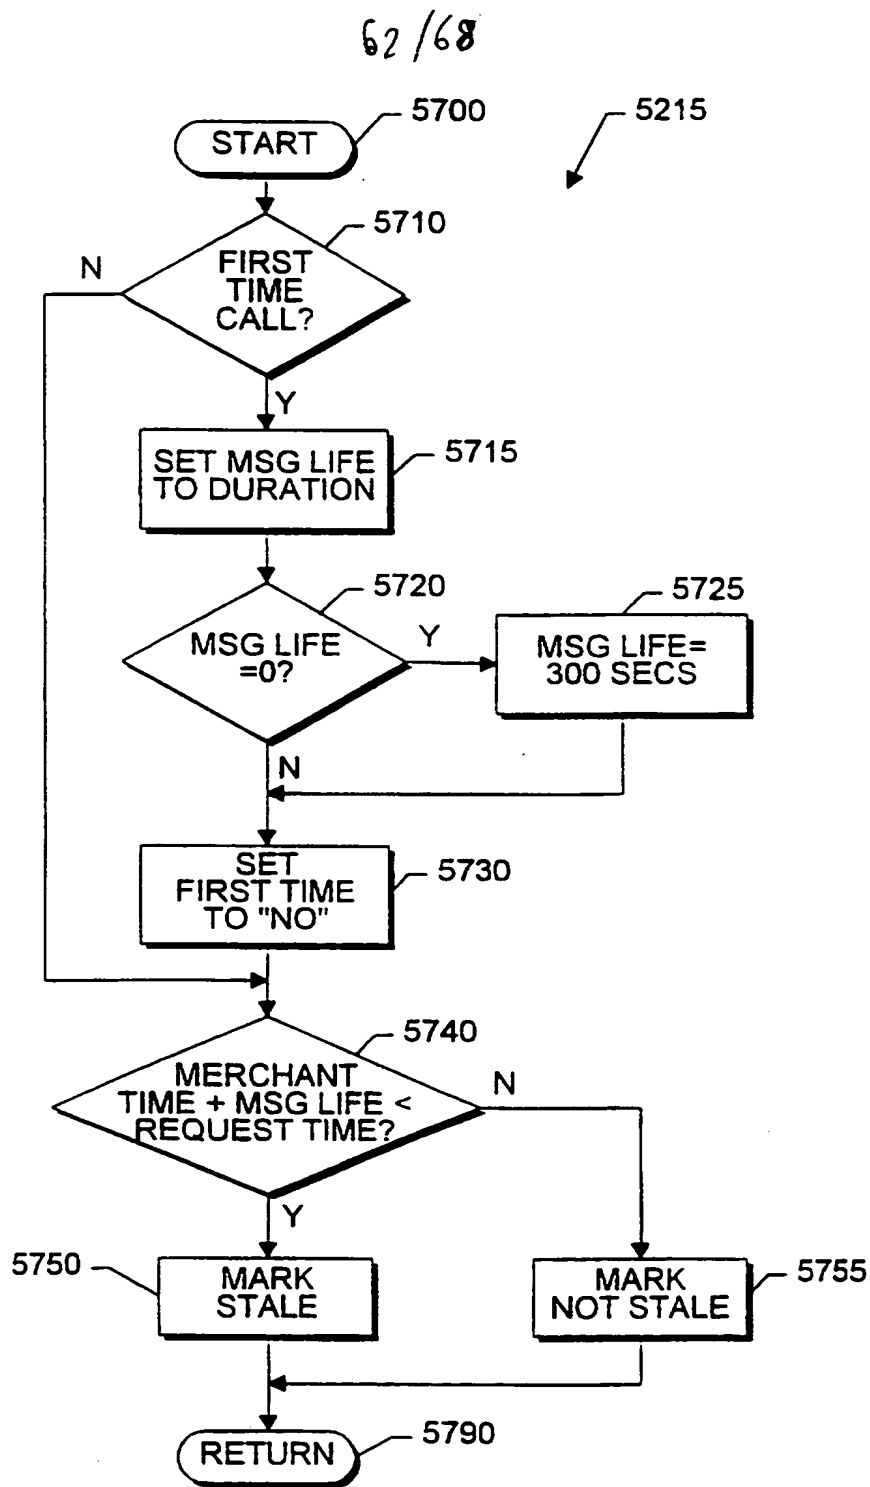 62/68
5700
5215
START
5710
N
FIRST
TIME
CALL?
Y
5715
SET MSG LIFE
TO DURATION
5720
5725
MSG LIFE
=0?
Y
MSG LIFE=
300 SECS
N
SET
FIRST TIME
TO "NO"
5730
5740
MERCHANT
TIME + MSG LIFE <
REQUEST TIME?
N
Y
5750
MARK
STALE
MARK
NOT STALE
5755
RETURN
5790